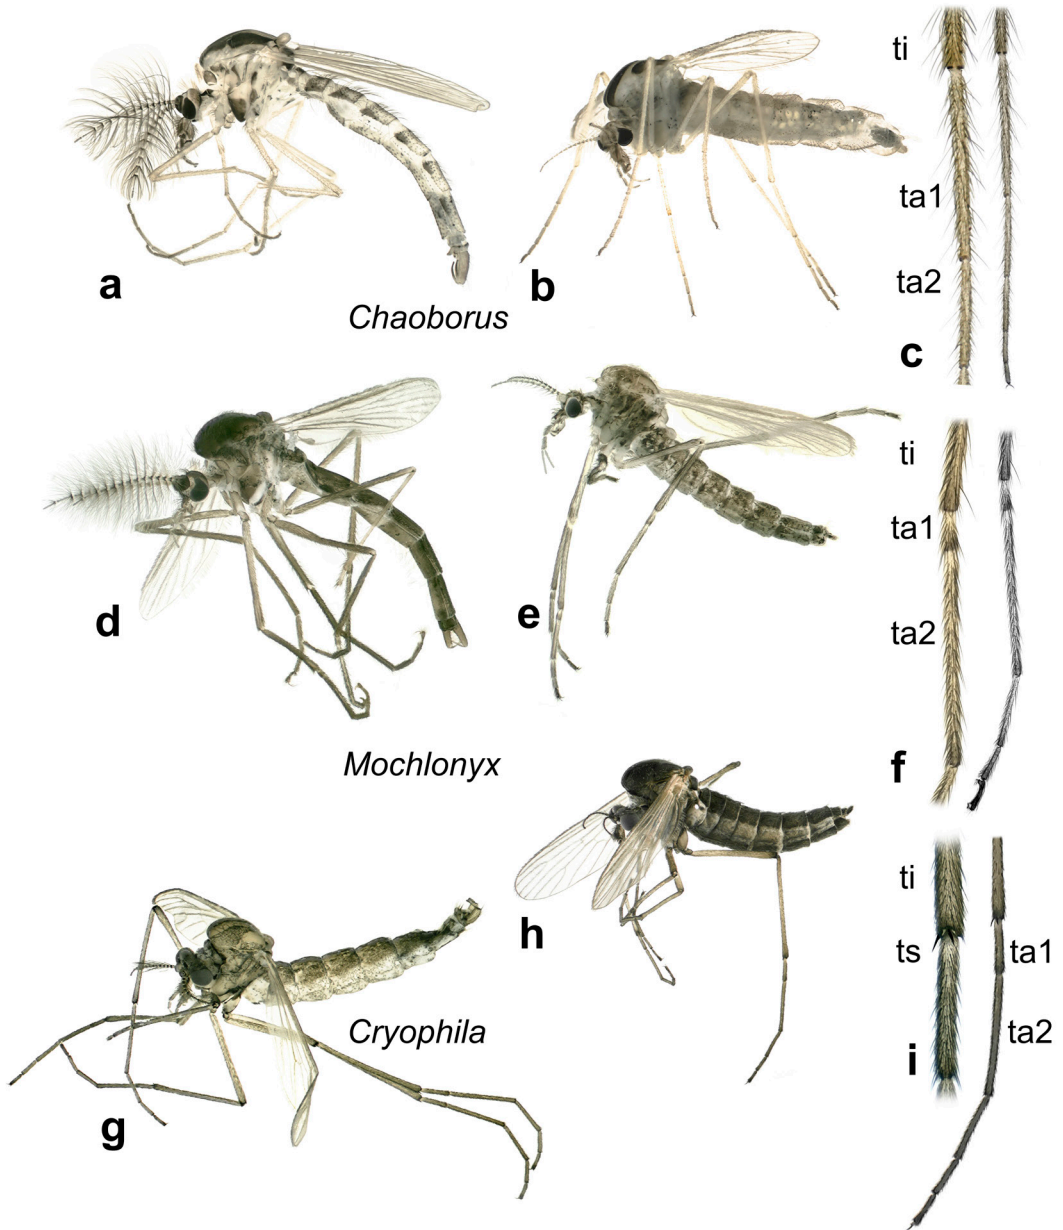 ti
ta1
ta2
a
b
c
Chaoborus
ti
ta1
ta2
d
e
f
Mochlonyx
ti
ts
ta1
ta2
h
i
Cryophila
g